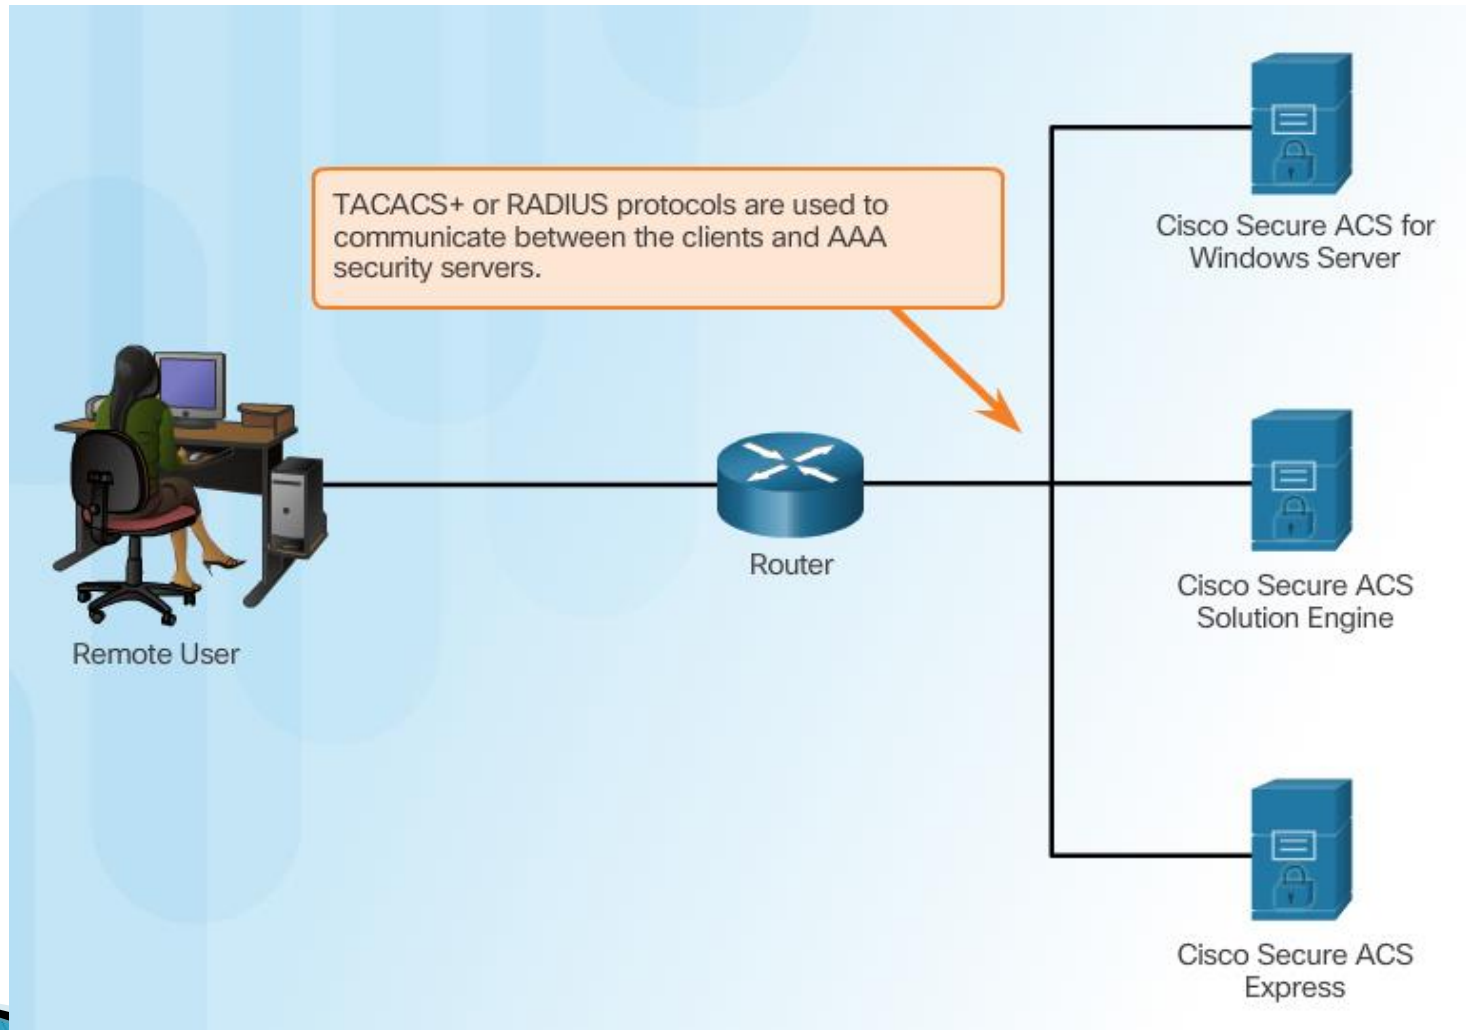 TACACS+ or RADIUS protocols are used to
communicate between the clients and AAA
security servers.
Cisco Secure ACS for
Windows Server
Router
Cisco Secure ACS
Solution Engine
Remote User
Cisco Secure ACS
Express